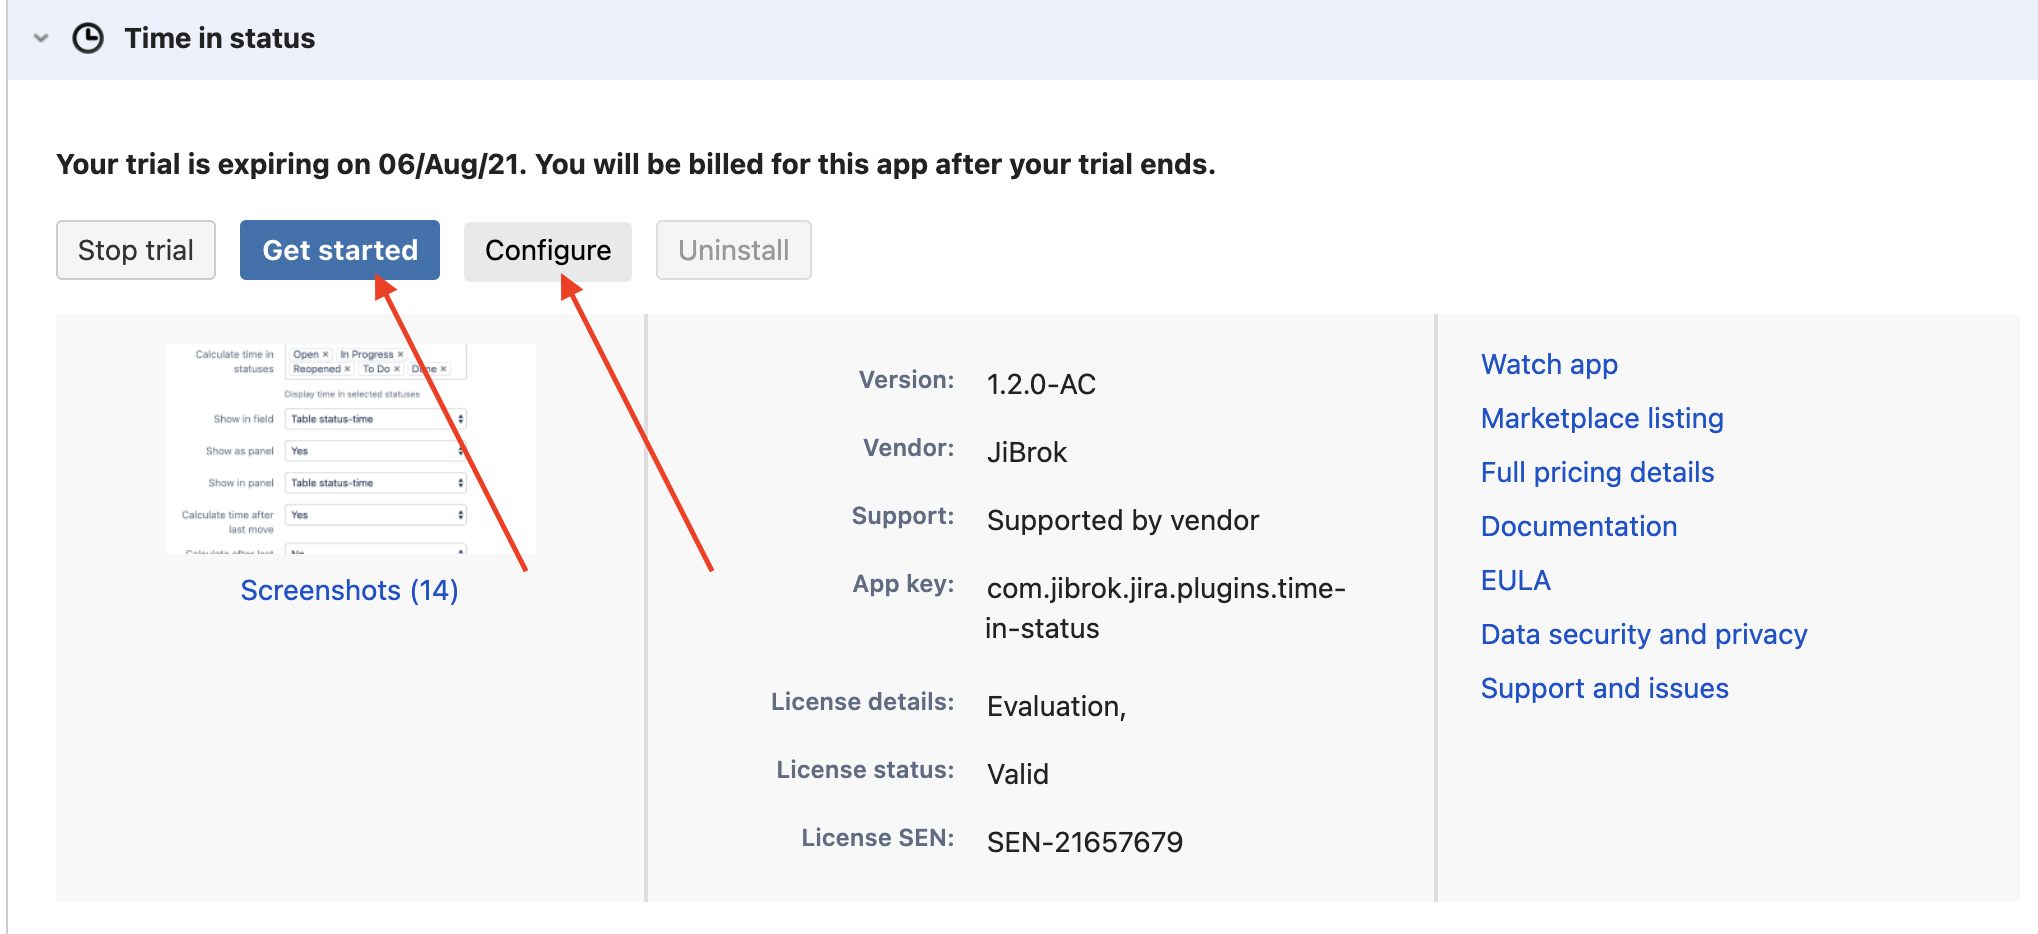 Time in status
Your trial is expiring on 06/Aug/21. You will be billed for this app after your trial ends.
Stop trial
Get started
Configure
Uninstall
Calculate time in
statuses
Open × In Progress ×
Reopened × To Do × Done ×
Display time in selected statuses
Show in field
Table status-time
Show as panel
Yes
Show in panel
Table status-time
Calculate time after
last move
Yes
Calculate after last
No
Screenshots (14)
Version:
1.2.0-AC
Vendor:
JiBrok
Support:
Supported by vendor
App key:
com.jibrok.jira.plugins.time-
in-status
License details:
Evaluation,
License status:
Valid
License SEN:
SEN-21657679
Watch app
Marketplace listing
Full pricing details
Documentation
EULA
Data security and privacy
Support and issues